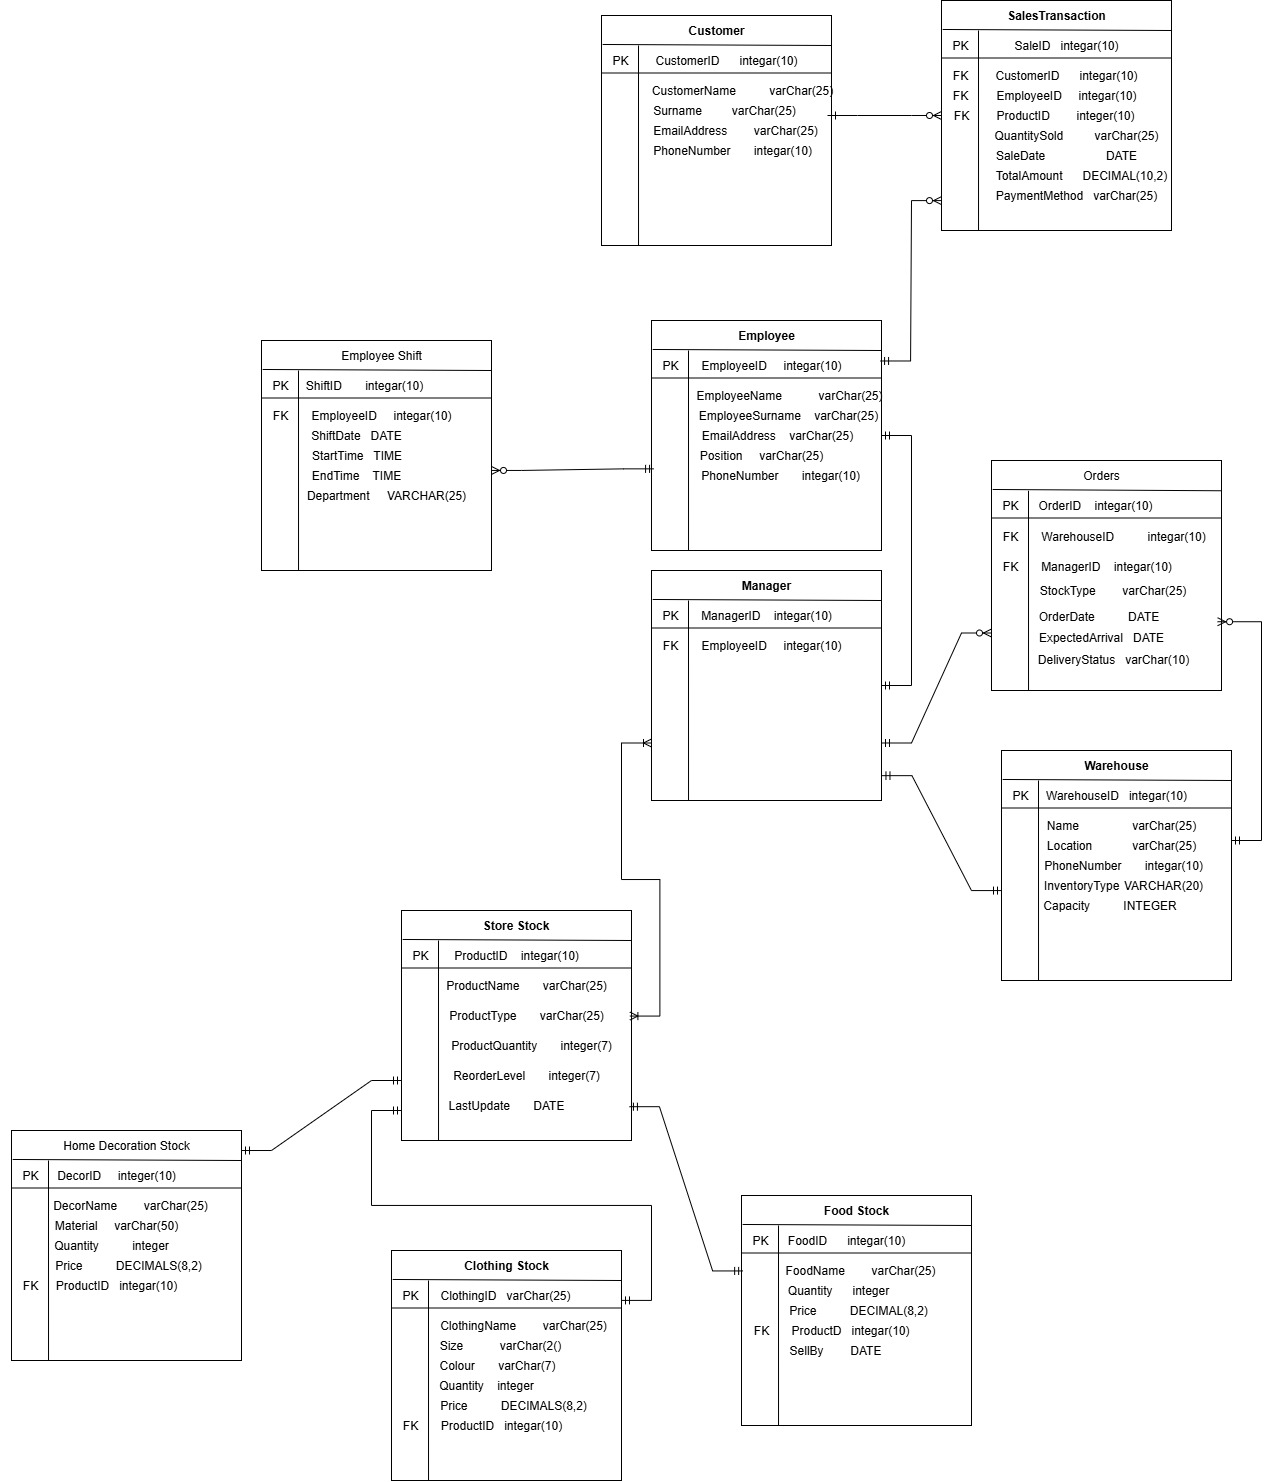 Customer
PK CustomerID integar(10)
CustomerName varChar(25)
Surname varChar(25)
EmailAddress varChar(25)
PhoneNumber integar(10)
SalesTransaction
PK SaleID integar(10)
FK CustomerID integar(10)
FK EmployeeID integar(10)
FK ProductID integer(10)
QuantitySold varChar(25)
SaleDate DATE
TotalAmount DECIMAL(10,2)
PaymentMethod varChar(25)
Employee Shift
PK ShiftID integar(10)
FK EmployeeID integar(10)
ShiftDate DATE
StartTime TIME
EndTime TIME
Department VARCHAR(25)
Employee
PK EmployeeID integar(10)
EmployeeName varChar(25)
EmployeeSurname varChar(25)
EmailAddress varChar(25)
Position varChar(25)
PhoneNumber integar(10)
Orders
PK OrderID integar(10)
FK WarehouseID integar(10)
FK ManagerID integar(10)
StockType varChar(25)
OrderDate DATE
ExpectedArrival DATE
DeliveryStatus varChar(10)
Manager
PK ManagerID integar(10)
FK EmployeeID integar(10)
Warehouse
PK WarehouseID integar(10)
Name varChar(25)
Location varChar(25)
PhoneNumber integar(10)
InventoryType VARCHAR(20)
Capacity INTEGER
Store Stock
PK ProductID integar(10)
ProductName varChar(25)
ProductType varChar(25)
ProductQuantity integer(7)
ReorderLevel integer(7)
LastUpdate DATE
Home Decoration Stock
PK DecorID integer(10)
DecorName varChar(25)
Material varChar(50)
Quantity integer
Price DECIMALS(8,2)
FK ProductID integar(10)
Clothing Stock
PK ClothingID varChar(25)
ClothingName varChar(25)
Size varChar(2()
Colour varChar(7)
Quantity integer
Price DECIMALS(8,2)
FK ProductID integar(10)
Food Stock
PK FoodID integar(10)
FoodName varChar(25)
Quantity integer
Price DECIMAL(8,2)
FK ProductD integar(10)
SellBy DATE